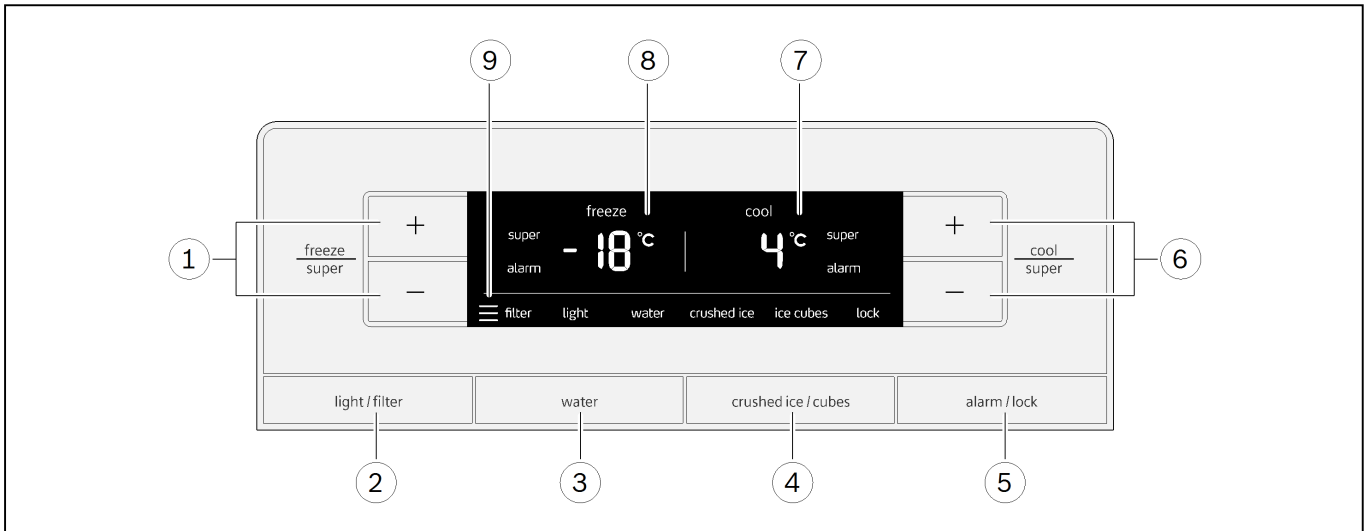 9 8 7
freeze cool
+ +
super -18 °C 4 °C super
1 freeze cool 6
super alarm alarm super
− −
filter light water crushed ice ice cubes lock
light / filter water crushed ice / cubes alarm / lock
2 3 4 5